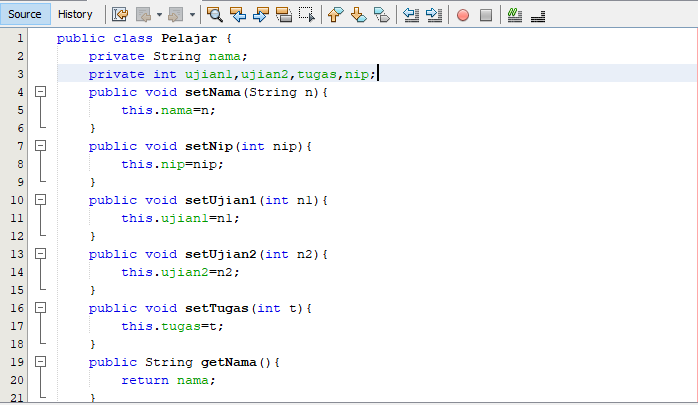 Source History
1 public class Pelajar {
2 private String nama;
3 private int ujian1,ujian2,tugas,nip;
4 public void setNama(String n){
5 this.nama=n;
6 }
7 public void setNip(int nip){
8 this.nip=nip;
9 }
10 public void setUjian1(int n1){
11 this.ujian1=n1;
12 }
13 public void setUjian2(int n2){
14 this.ujian2=n2;
15 }
16 public void setTugas(int t){
17 this.tugas=t;
18 }
19 public String getNama(){
20 return nama;
21 }